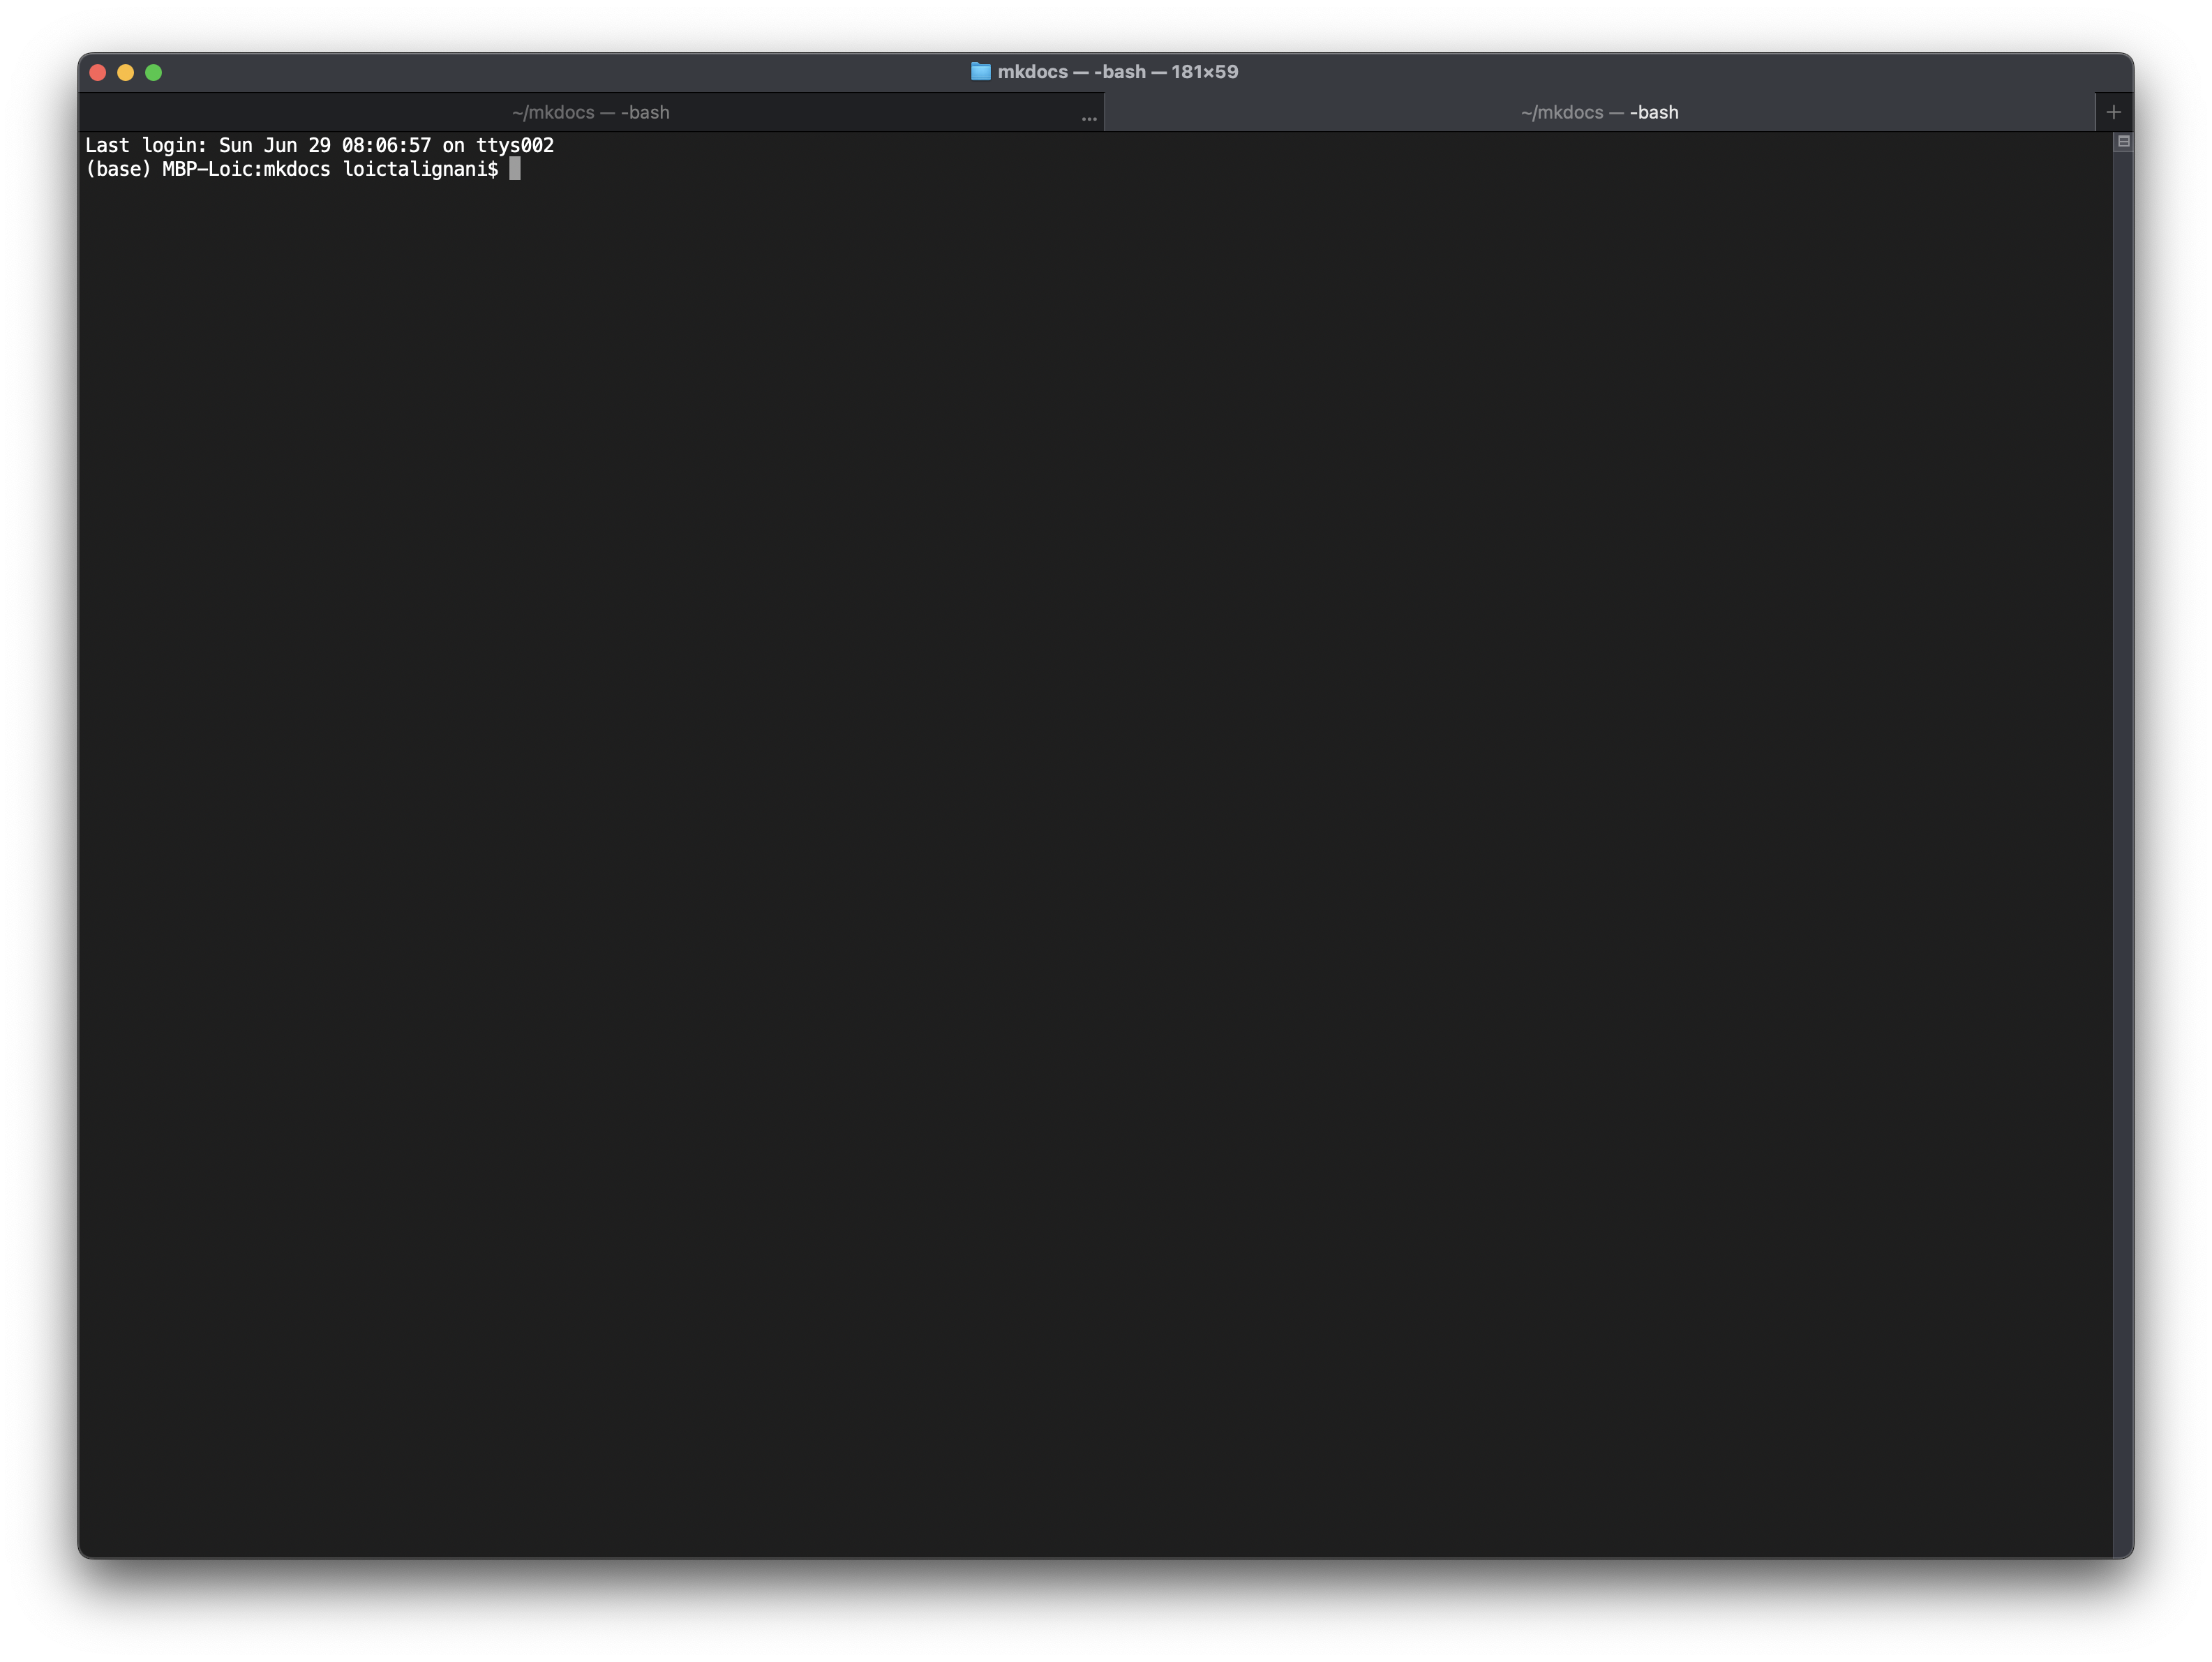 mkdocs — -bash — 181×59
~/mkdocs — -bash ... ~/mkdocs — -bash +
Last login: Sun Jun 29 08:06:57 on ttys002
(base) MBP-Loic:mkdocs loictalignani$